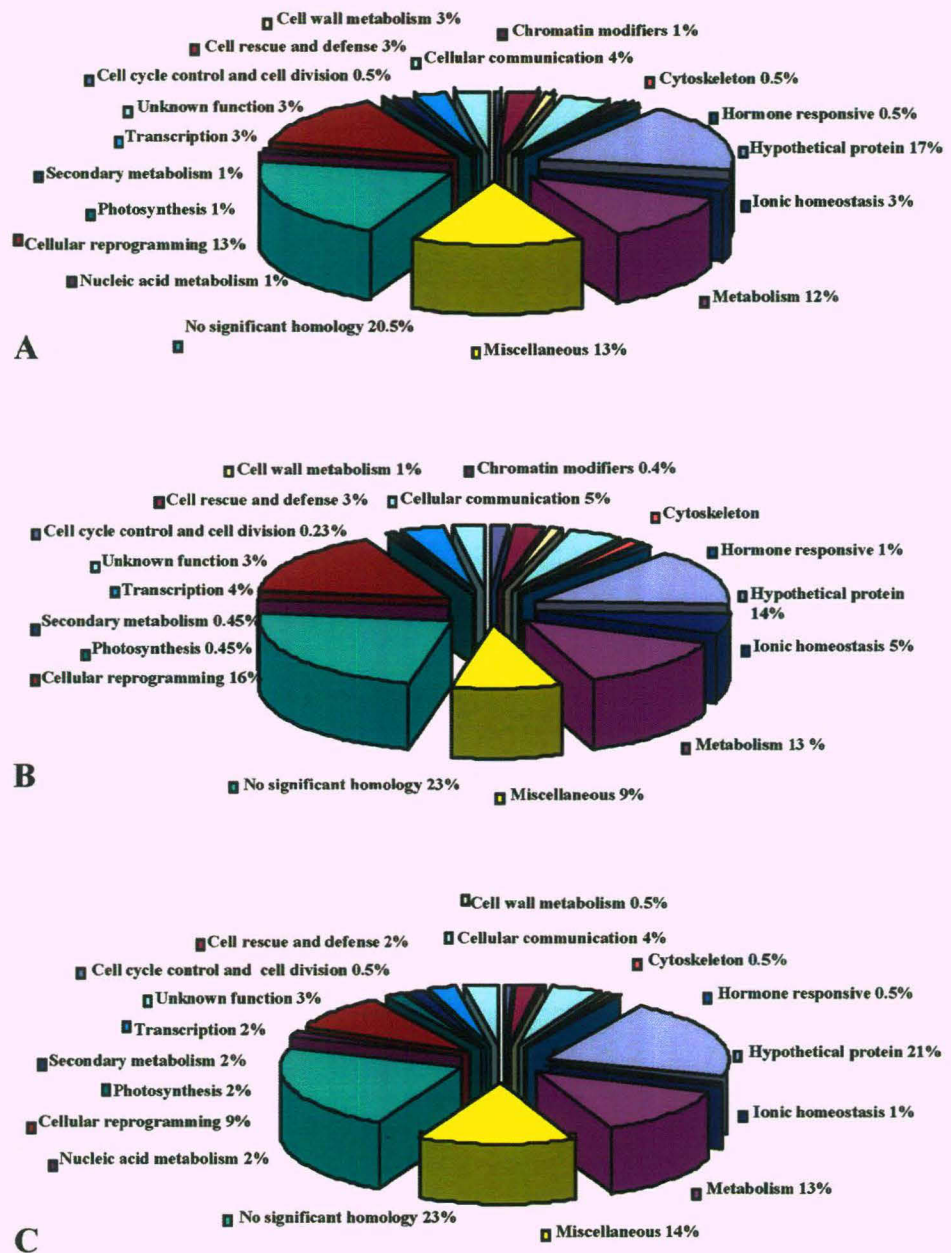 Cell wall metabolism 3%
Chromatin modifiers 1%
Cell rescue and defense 3%
Cellular communication 4%
Cell cycle control and cell division 0.5%
Cytoskeleton 0.5%
Unknown function 3%
Hormone responsive 0.5%
Transcription 3%
Hypothetical protein 17%
Secondary metabolism 1%
Ionic homeostasis 3%
Photosynthesis 1%
Cellular reprogramming 13%
Nucleic acid metabolism 1%
Metabolism 12%
No significant homology 20.5%
Miscellaneous 13%
A
Cell wall metabolism 1%
Chromatin modifiers 0.4%
Cell rescue and defense 3%
Cellular communication 5%
Cell cycle control and cell division 0.23%
Cytoskeleton
Unknown function 3%
Hormone responsive 1%
Transcription 4%
Hypothetical protein
14%
Secondary metabolism 0.45%
Photosynthesis 0.45%
Ionic homeostasis 5%
Cellular reprogramming 16%
Metabolism 13 %
No significant homology 23%
Miscellaneous 9%
B
Cell wall metabolism 0.5%
Cell rescue and defense 2%
Cellular communication 4%
Cell cycle control and  cell division 0.5%
Cytoskeleton 0.5%
Unknown function 3%
Hormone responsive 0.5%
Transcription 2%
Hypothetical protein 21%
Secondary metabolism 2%
Photosynthesis 2%
Ionic homeostasis 1%
Cellular reprogramming 9%
Nucleic acid metabolism 2%
Metabolism 13%
No significant homology 23%
Miscellaneous 14%
C